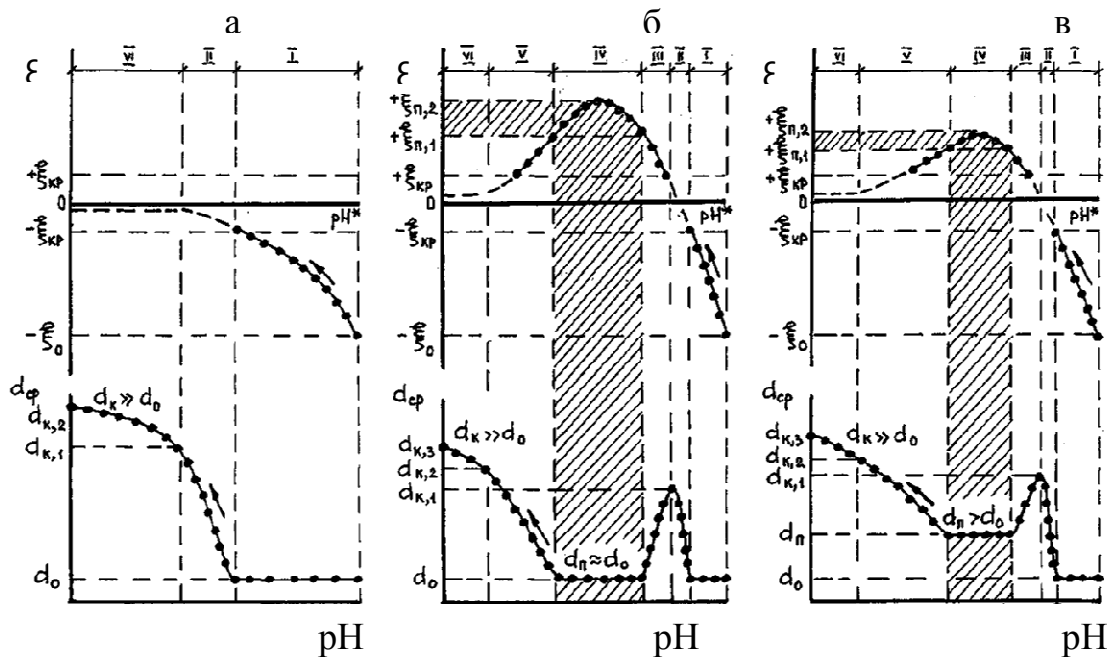 а б в
VI II I
VI V IV III II I
VI V IV III II I
ξ
+ξкр
0
-ξкр
-ξ₀
pH*
ξ
+ξп,2
+ξп,1
+ξкр
0
-ξкр
-ξ₀
pH*
ξ
+ξп,2
+ξп,1
+ξкр
0
-ξкр
-ξ₀
pH*
dср
dк,2
dк,1
d₀
dк ≫ d₀
dср
dк,3
dк,2
dк,1
d₀
dк ≫ d₀
dп ≈ d₀
dср
dк,3
dк,2
dк,1
dп
d₀
dк ≫ d₀
dп > d₀
pH pH pH